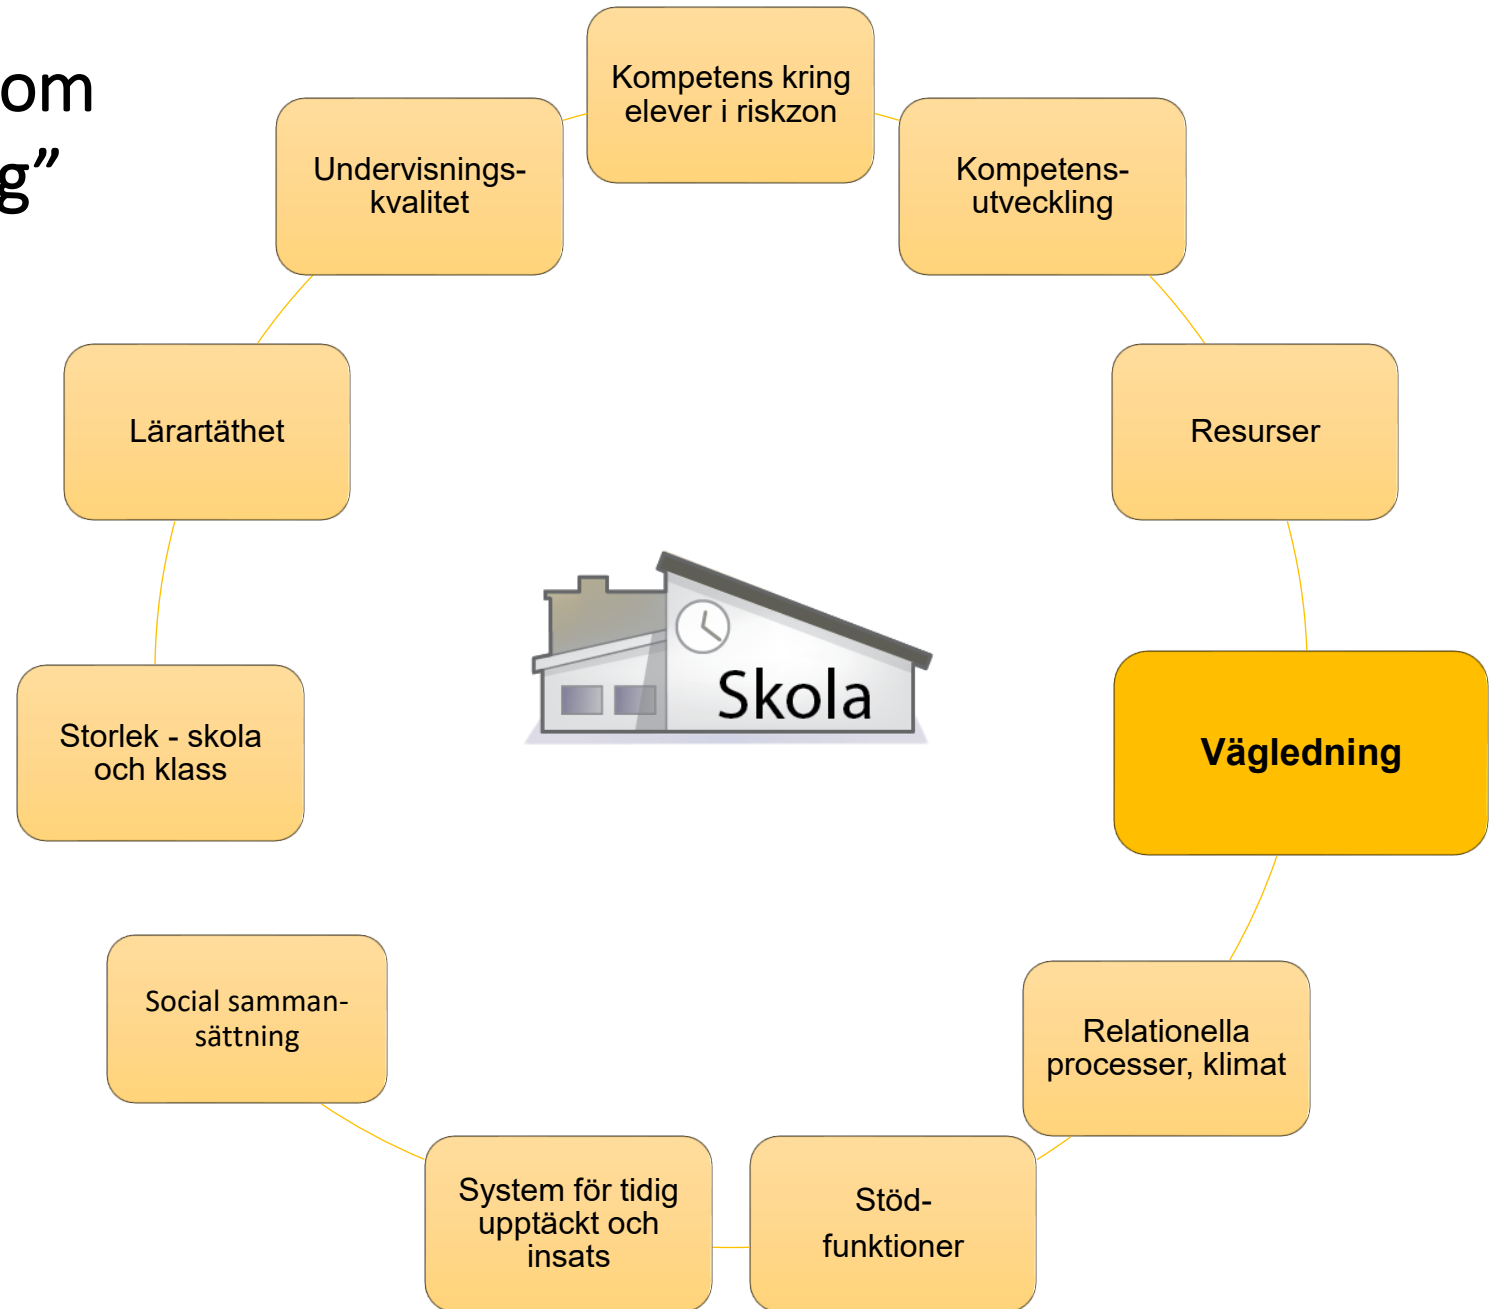 om
g”
Kompetens kring
elever i riskzon
Kompetens-
utveckling
Resurser
Vägledning
Relationella
processer, klimat
Stöd-
funktioner
System för tidig
upptäckt och
insats
Social samman-
sättning
Storlek - skola
och klass
Lärartäthet
Undervisnings-
kvalitet
Skola